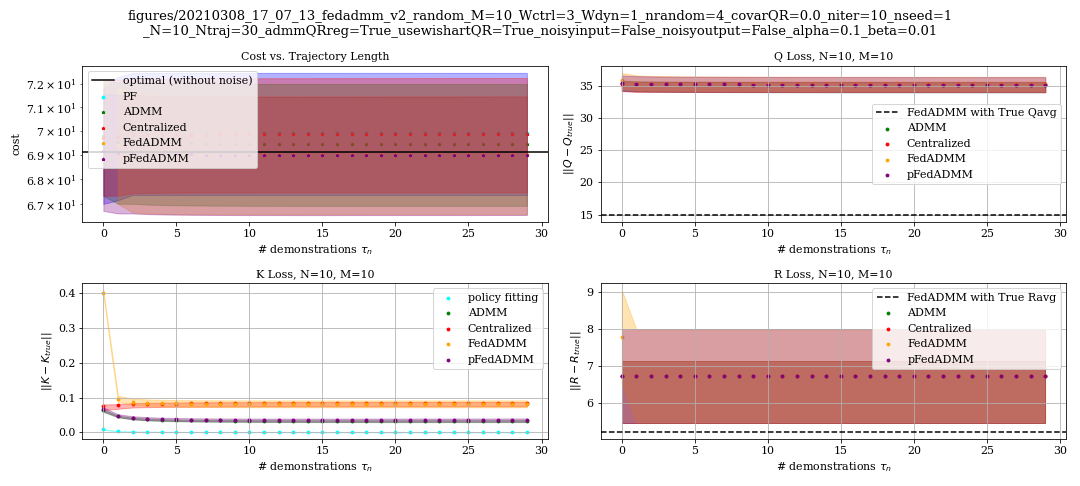 figures/20210308_17_07_13_fedadmm_v2_random_M=10_Wctrl=3_Wdyn=1_nrandom=4_covarQR=0.0_niter=10_nseed=1
_N=10_Ntraj=30_admmQRreg=True_usewishartQR=True_noisyinput=False_noisyoutput=False_alpha=0.1_beta=0.01
Cost vs. Trajectory Length
cost
7.2 × 10¹
7.1 × 10¹
7 × 10¹
6.9 × 10¹
6.8 × 10¹
6.7 × 10¹
optimal (without noise)
PF
ADMM
Centralized
FedADMM
pFedADMM
0 5 10 15 20 25 30
# demonstrations τₙ
Q Loss, N=10, M=10
||Q − Q_true||
35
30
25
20
15
FedADMM with True Qavg
ADMM
Centralized
FedADMM
pFedADMM
0 5 10 15 20 25 30
# demonstrations τₙ
K Loss, N=10, M=10
||K − K_true||
0.4
0.3
0.2
0.1
0.0
policy fitting
ADMM
Centralized
FedADMM
pFedADMM
0 5 10 15 20 25 30
# demonstrations τₙ
R Loss, N=10, M=10
||R − R_true||
9
8
7
6
FedADMM with True Ravg
ADMM
Centralized
FedADMM
pFedADMM
0 5 10 15 20 25 30
# demonstrations τₙ